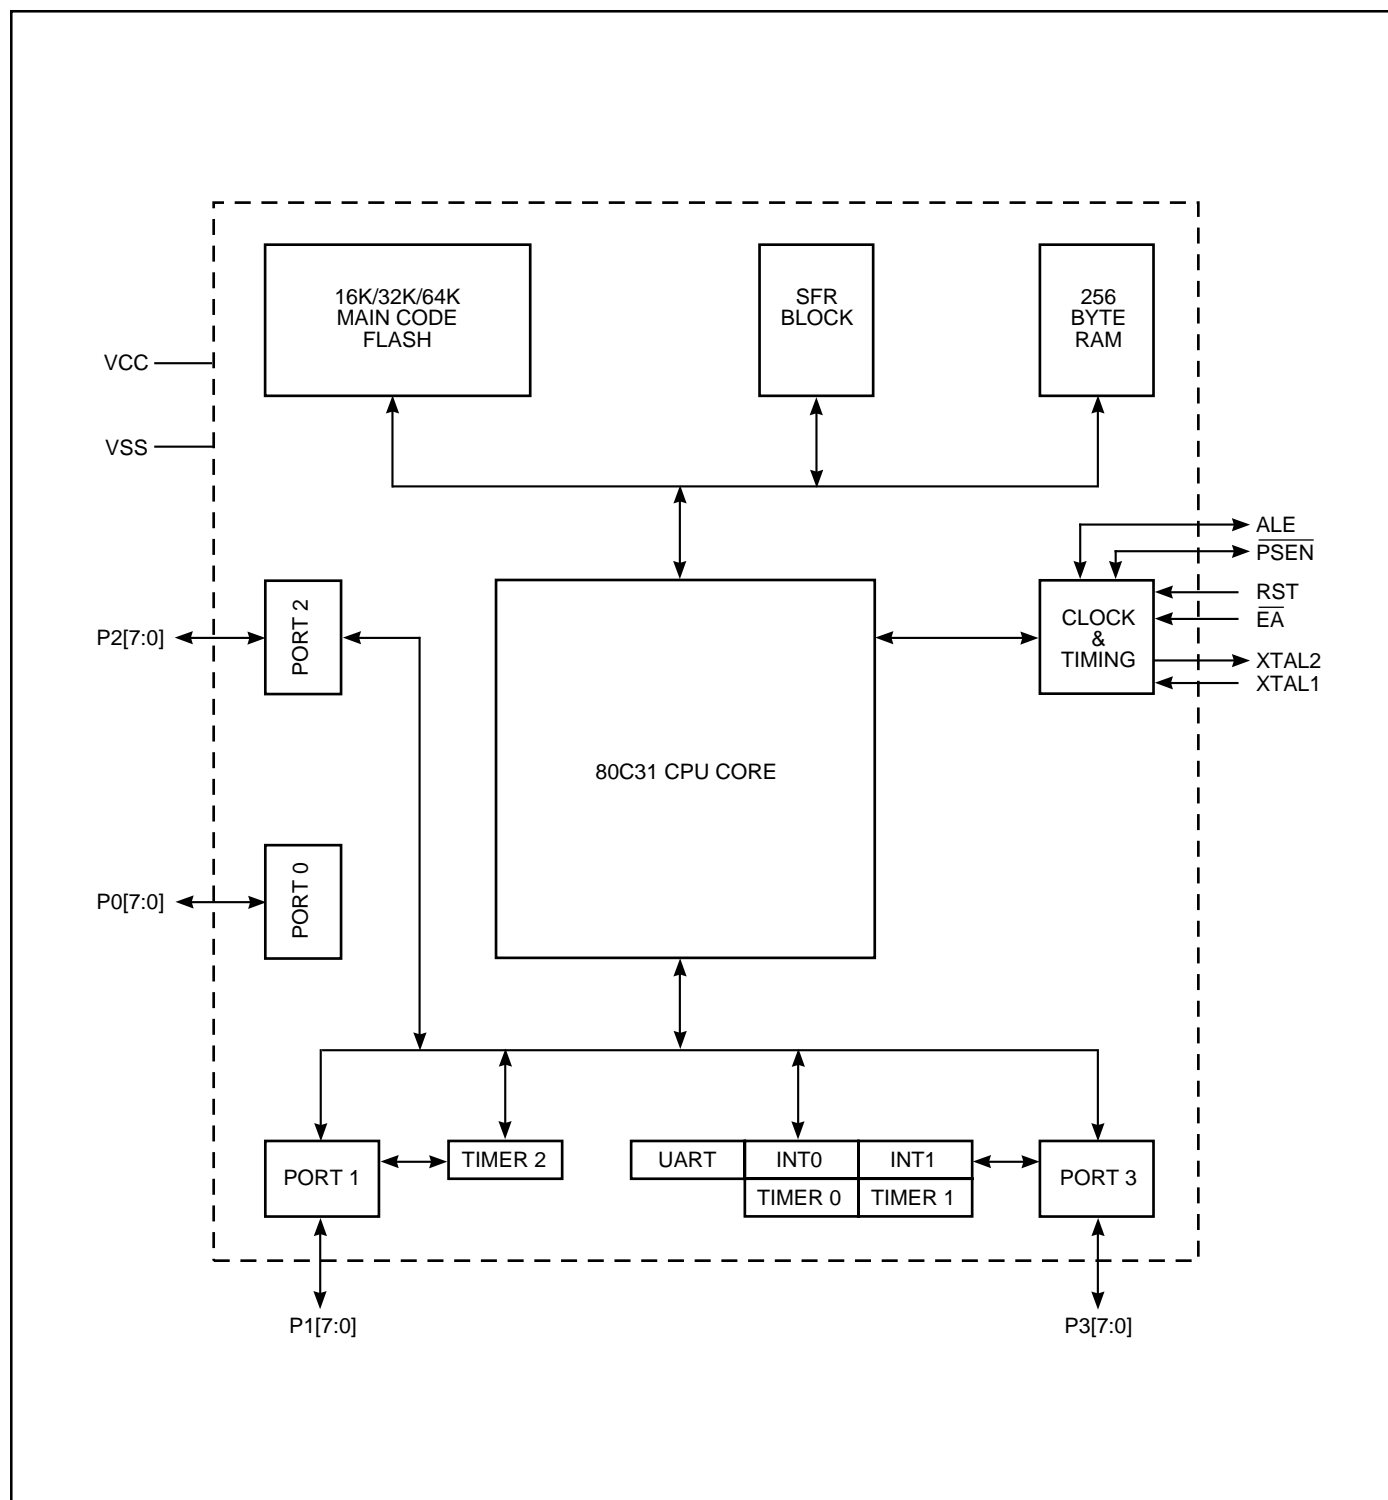 16K/32K/64K
MAIN CODE
FLASH
SFR
BLOCK
256
BYTE
RAM
VCC
VSS
ALE
PSEN
RST
EA
XTAL2
XTAL1
CLOCK
&
TIMING
P2[7:0]
PORT 2
80C31 CPU CORE
P0[7:0]
PORT 0
PORT 1
TIMER 2
UART
INT0
INT1
TIMER 0
TIMER 1
PORT 3
P1[7:0]
P3[7:0]